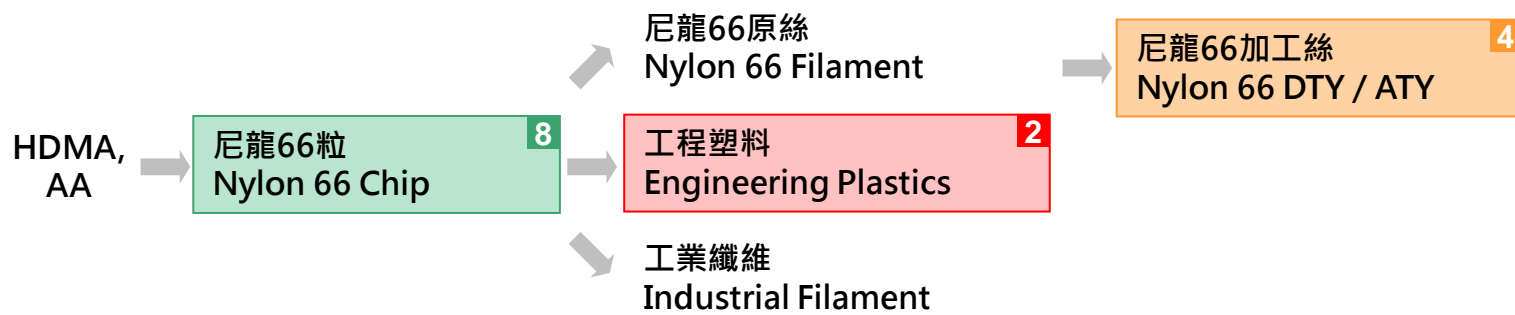 HDMA,
AA
尼龍66粒
Nylon 66 Chip
8
尼龍66原絲
Nylon 66 Filament
工程塑料
Engineering Plastics
2
工業纖維
Industrial Filament
尼龍66加工絲
Nylon 66 DTY / ATY
4